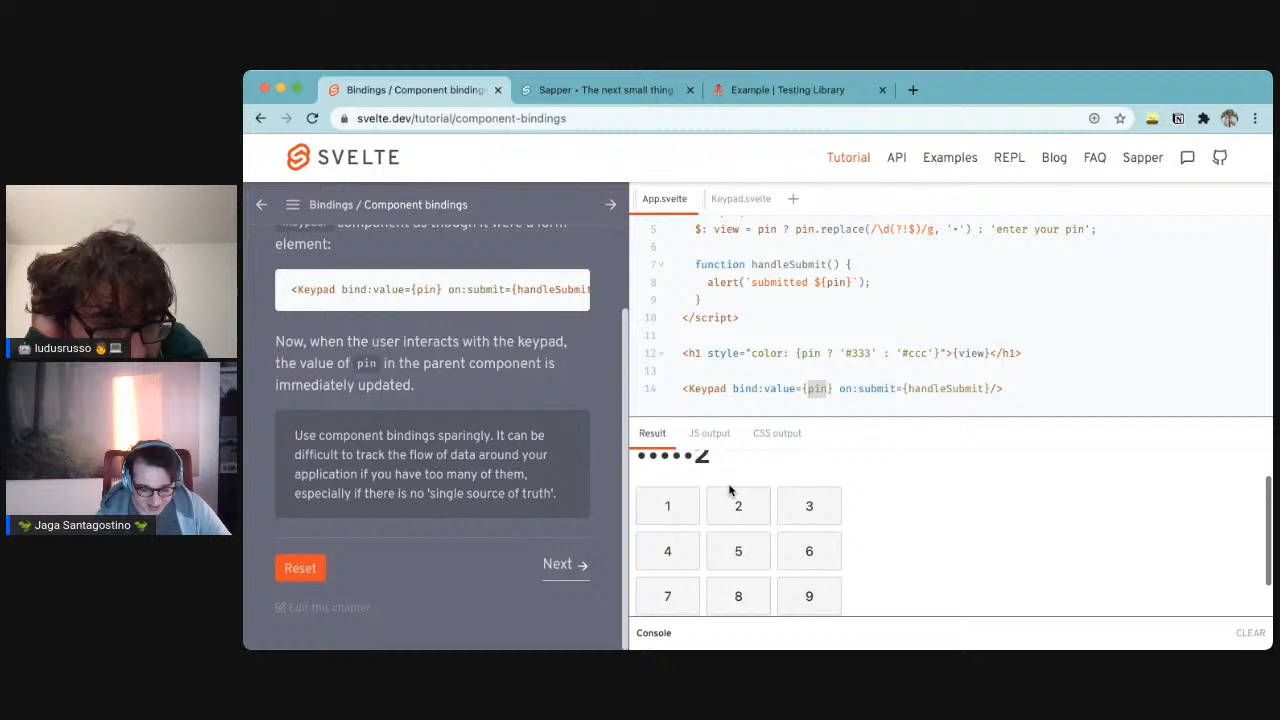 Bindings / Component bindings
Sapper • The next small thing
Example | Testing Library
svelte.dev/tutorial/component-bindings
SVELTE
Tutorial
API
Examples
REPL
Blog
FAQ
Sapper
Bindings / Component bindings
component as though it were a form
element:
<Keypad bind:value={pin} on:submit={handleSubmit
Now, when the user interacts with the keypad,
the value of pin in the parent component is
immediately updated.
Use component bindings sparingly. It can be
difficult to track the flow of data around your
application if you have too many of them,
especially if there is no 'single source of truth'.
Reset
Next →
Edit this chapter
App.svelte
Keypad.svelte
5 $: view = pin ? pin.replace(/\d(?!$)/g, '•') : 'enter your pin';
6
7 function handleSubmit() {
8 alert(`submitted ${pin}`);
9 }
10 </script>
11
12 <h1 style="color: {pin ? '#333' : '#ccc'}">{view}</h1>
13
14 <Keypad bind:value={pin} on:submit={handleSubmit}/>
Result
JS output
CSS output
•••••2
1 2 3
4 5 6
7 8 9
Console
CLEAR
ludusrusso
Jaga Santagostino